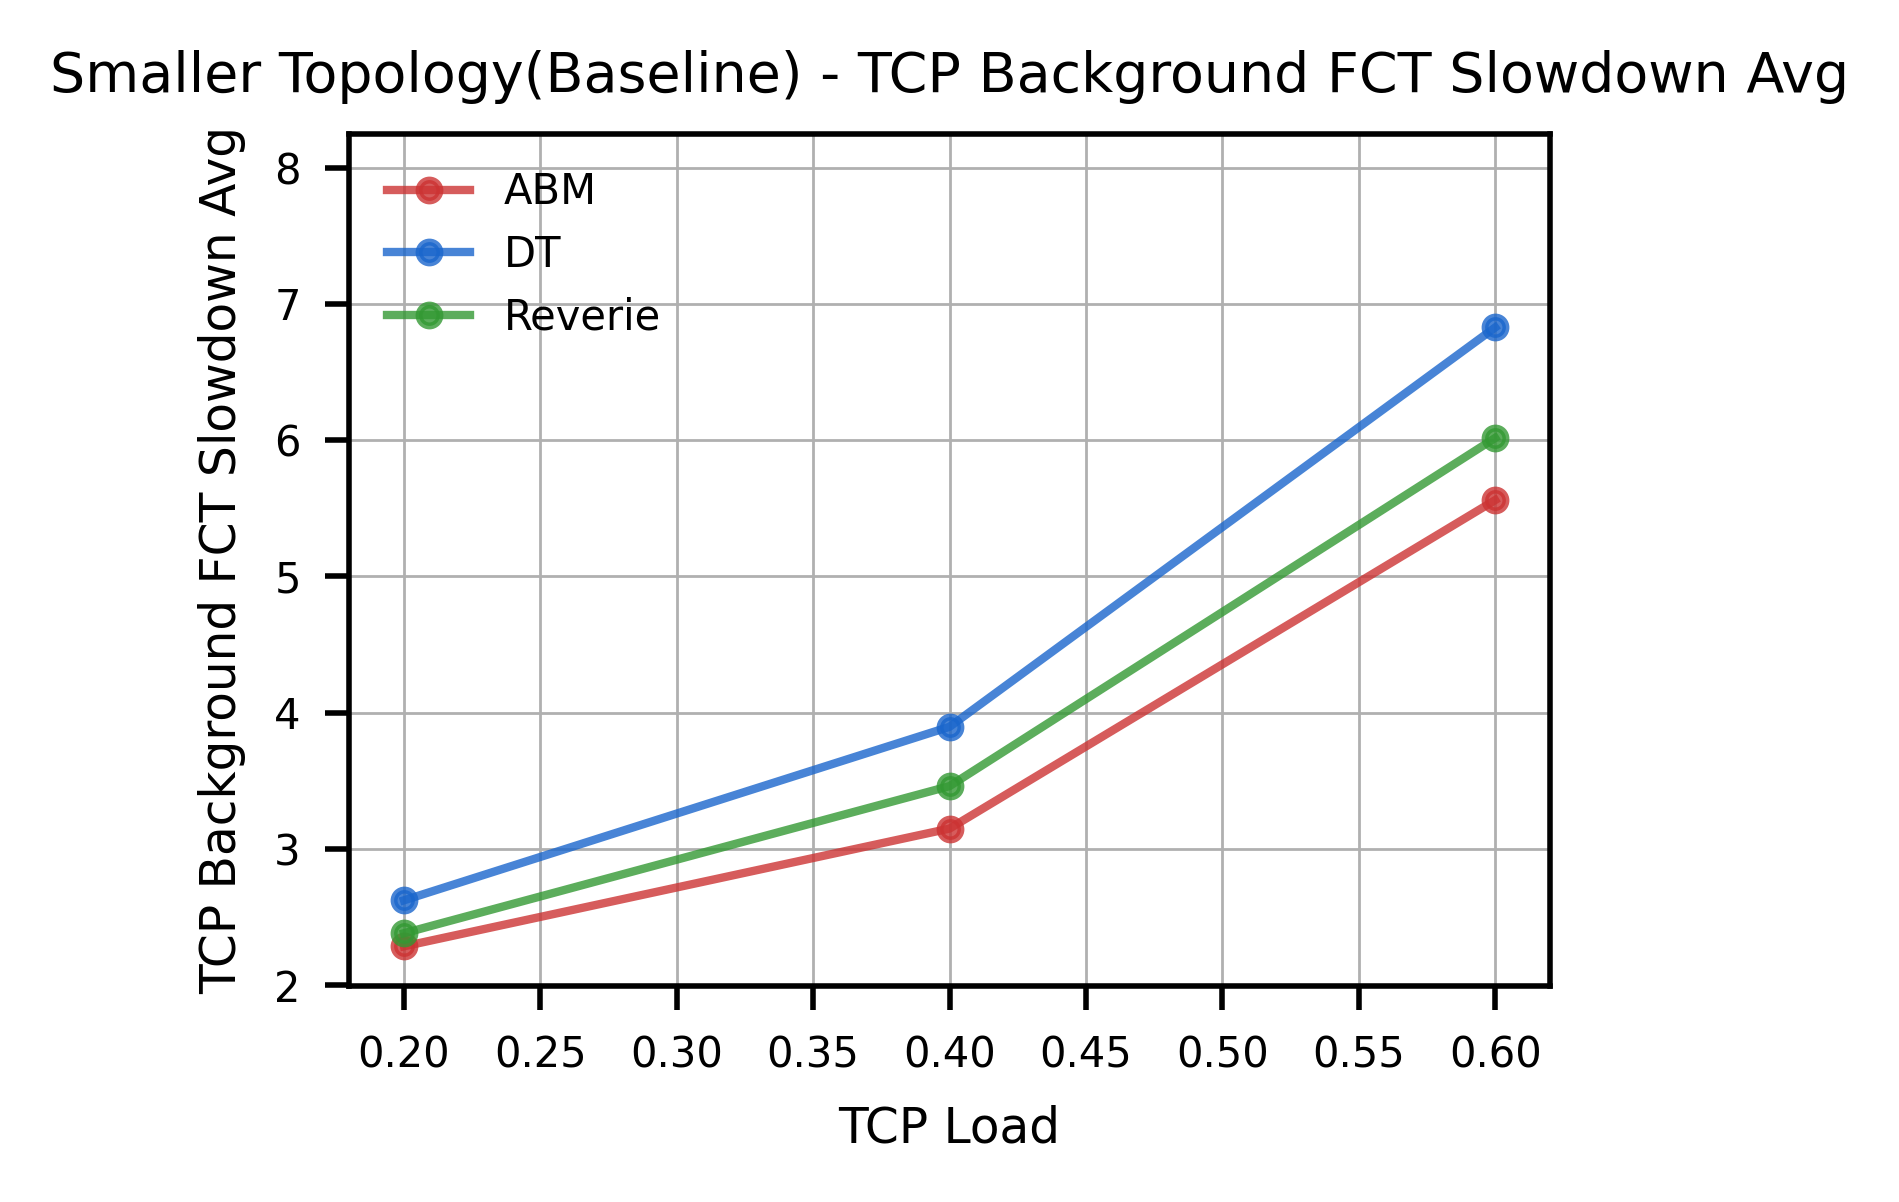 Smaller Topology(Baseline) - TCP Background FCT Slowdown Avg
TCP Background FCT Slowdown Avg
8
7
6
5
4
3
2
ABM
DT
Reverie
0.20 0.25 0.30 0.35 0.40 0.45 0.50 0.55 0.60
TCP Load